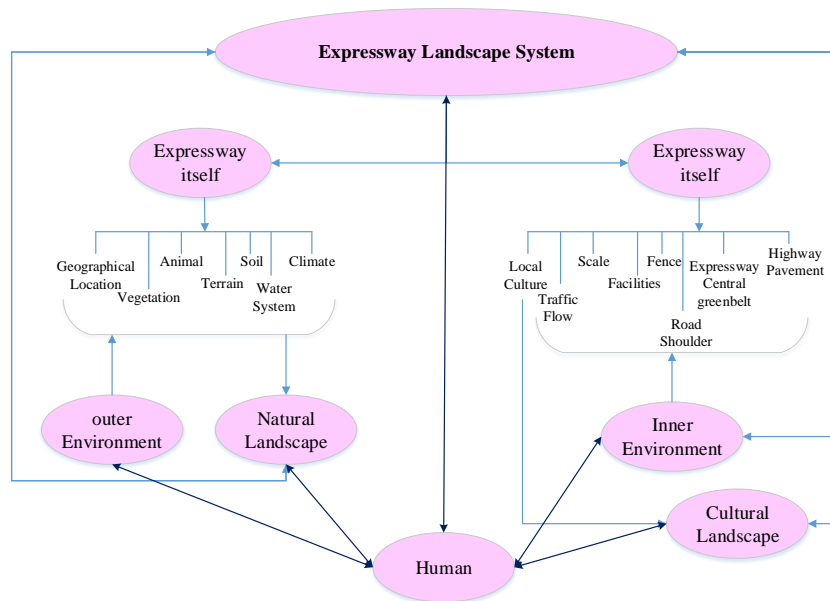 Expressway Landscape System
Expressway
itself
Expressway
itself
Geographical
Location
Vegetation
Animal
Terrain
Soil
Water
System
Climate
Local
Culture
Traffic
Flow
Scale
Facilities
Fence
Road
Shoulder
Expressway
Central
greenbelt
Highway
Pavement
outer
Environment
Natural
Landscape
Inner
Environment
Cultural
Landscape
Human